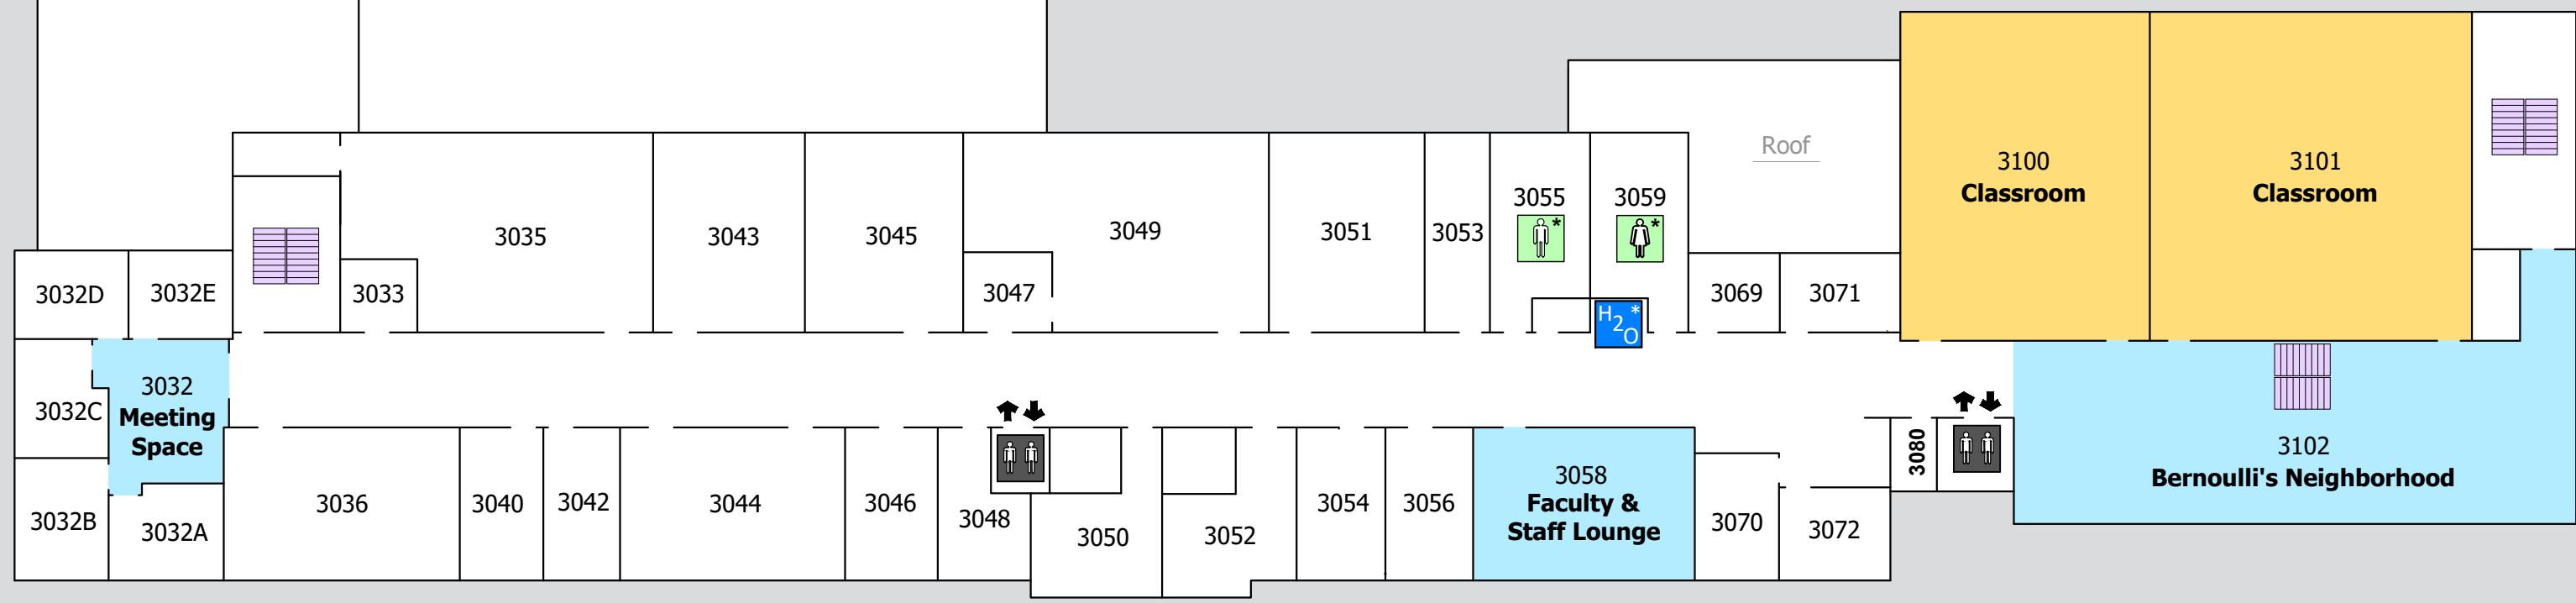 Roof
3100
Classroom
3101
Classroom
3055
*
3059
*
3035
3043
3045
3049
3051
3053
3032D
3032E
3033
3047
3069
3071
H2O *
3032
Meeting
Space
3032C
3080
3102
Bernoulli's Neighborhood
3036
3040
3042
3044
3046
3048
3050
3052
3054
3056
3058
Faculty &
Staff Lounge
3070
3072
3032B
3032A